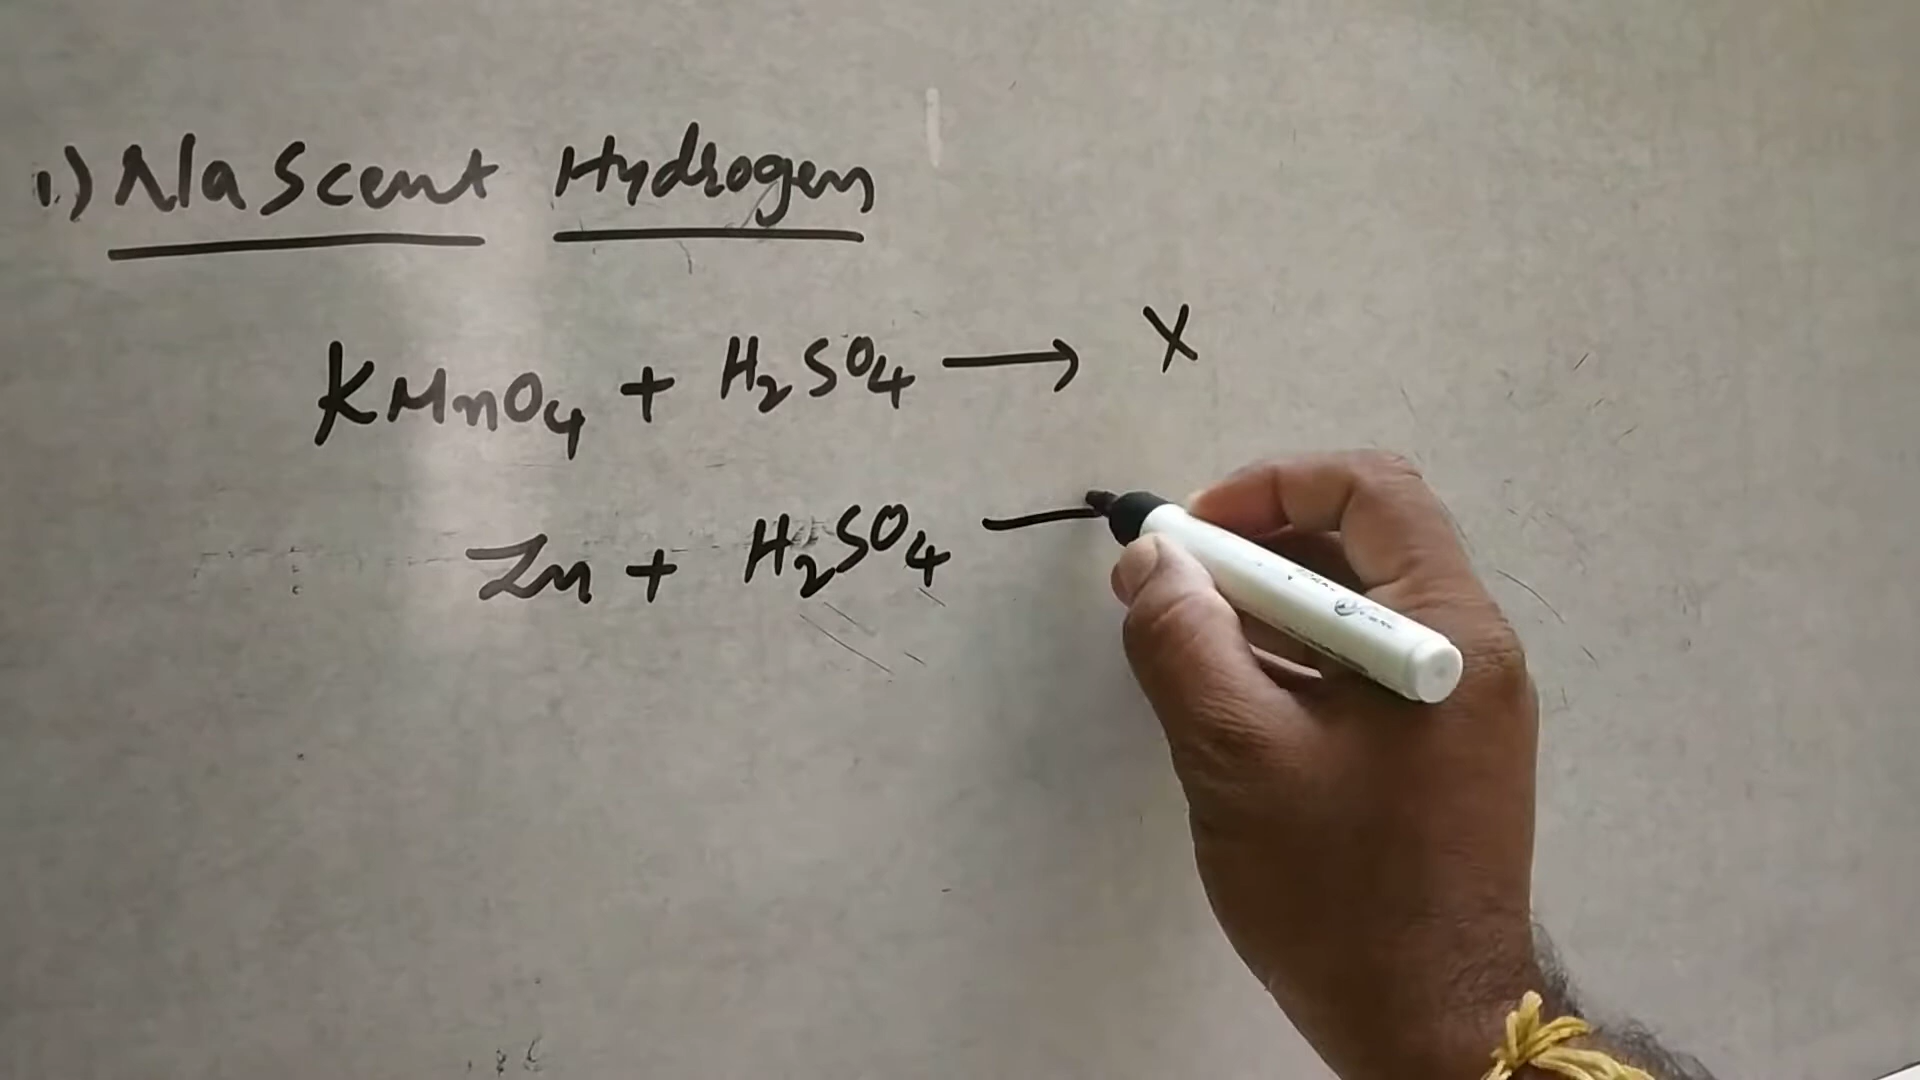 1.) Nascent Hydrogen
KMnO₄ + H₂SO₄ ⟶ X
Zn + H₂SO₄ —